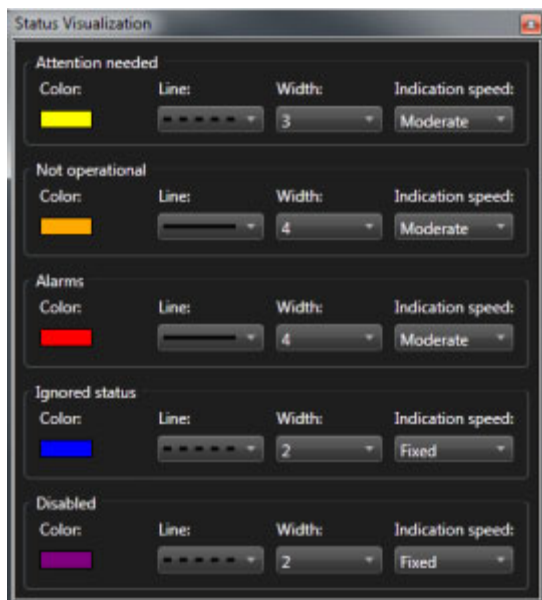 Status Visualization
Attention needed
Color: Line: Width: Indication speed:
3 Moderate
Not operational
Color: Line: Width: Indication speed:
4 Moderate
Alarms
Color: Line: Width: Indication speed:
4 Moderate
Ignored status
Color: Line: Width: Indication speed:
2 Fixed
Disabled
Color: Line: Width: Indication speed:
2 Fixed